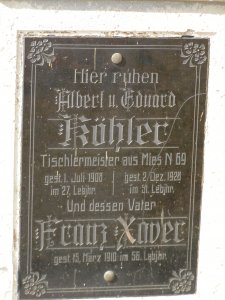 Hier ruhen
Albert u. Eduard
Köhler
Tischlermeister aus Mies N 69
gest. 1. Juli 1908 gest. 2. Dez. 1928
im 27. Lebjhr. im 51. Lebjhr.
Und dessen Vater
Franz Xaver
gest. 15. März 1910 im 56. Lebjhr.